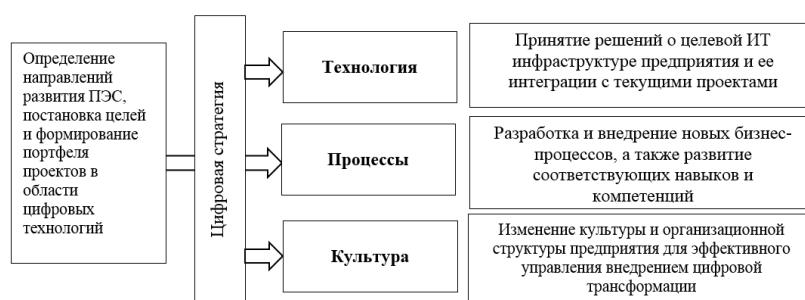 Определение
направлений
развития ПЭС,
постановка целей
и формирование
портфеля
проектов в
области
цифровых
технологий
Цифровая стратегия
Технология
Принятие решений о целевой ИТ
инфраструктуре предприятия и ее
интеграции с текущими проектами
Процессы
Разработка и внедрение новых бизнес-
процессов, а также развитие
соответствующих навыков и
компетенций
Культура
Изменение культуры и организационной
структуры предприятия для эффективного
управления внедрением цифровой
трансформации